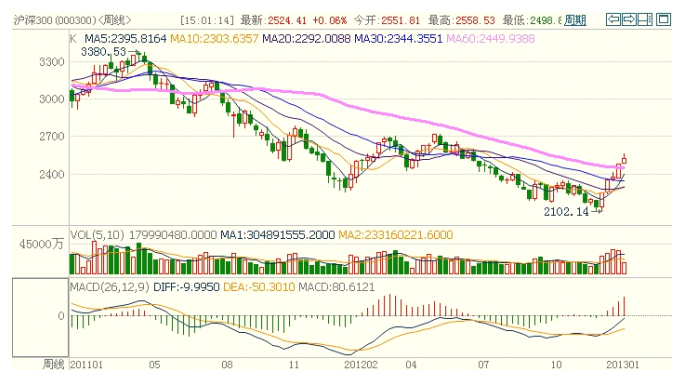 沪深300(000300)<周线> [15:01:14] 最新:2524.41 +0.06% 今开:2551.81 最高:2558.53 最低:2498.8 周期
K MA5:2395.8164 MA10:2303.6357 MA20:2292.0088 MA30:2344.3551 MA60:2449.9388
3380.53
3300
3000
2700
2400
2102.14
VOL(5,10) 179990480.0000 MA1:304891555.2000 MA2:233160221.6000
45000万
MACD(26,12,9) DIFF:-9.9950 DEA:-50.3010 MACD:80.6121
0
周线 201101 05 08 11 201202 04 07 10 201301